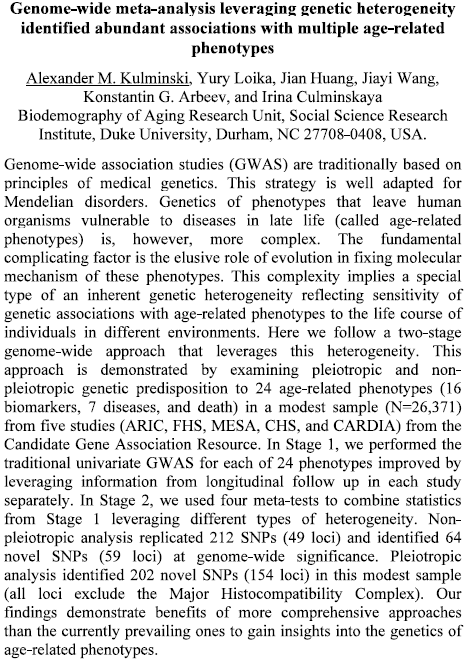 Genome-wide meta-analysis leveraging genetic heterogeneity
identified abundant associations with multiple age-related
phenotypes
Alexander M. Kulminski, Yury Loika, Jian Huang, Jiayi Wang,
Konstantin G. Arbeev, and Irina Culminskaya
Biodemography of Aging Research Unit, Social Science Research
Institute, Duke University, Durham, NC 27708-0408, USA.
Genome-wide association studies (GWAS) are traditionally based on
principles of medical genetics. This strategy is well adapted for
Mendelian disorders. Genetics of phenotypes that leave human
organisms vulnerable to diseases in late life (called age-related
phenotypes) is, however, more complex. The fundamental
complicating factor is the elusive role of evolution in fixing molecular
mechanism of these phenotypes. This complexity implies a special
type of an inherent genetic heterogeneity reflecting sensitivity of
genetic associations with age-related phenotypes to the life course of
individuals in different environments. Here we follow a two-stage
genome-wide approach that leverages this heterogeneity. This
approach is demonstrated by examining pleiotropic and non-
pleiotropic genetic predisposition to 24 age-related phenotypes (16
biomarkers, 7 diseases, and death) in a modest sample (N=26,371)
from five studies (ARIC, FHS, MESA, CHS, and CARDIA) from the
Candidate Gene Association Resource. In Stage 1, we performed the
traditional univariate GWAS for each of 24 phenotypes improved by
leveraging information from longitudinal follow up in each study
separately. In Stage 2, we used four meta-tests to combine statistics
from Stage 1 leveraging different types of heterogeneity. Non-
pleiotropic analysis replicated 212 SNPs (49 loci) and identified 64
novel SNPs (59 loci) at genome-wide significance. Pleiotropic
analysis identified 202 novel SNPs (154 loci) in this modest sample
(all loci exclude the Major Histocompatibility Complex). Our
findings demonstrate benefits of more comprehensive approaches
than the currently prevailing ones to gain insights into the genetics of
age-related phenotypes.